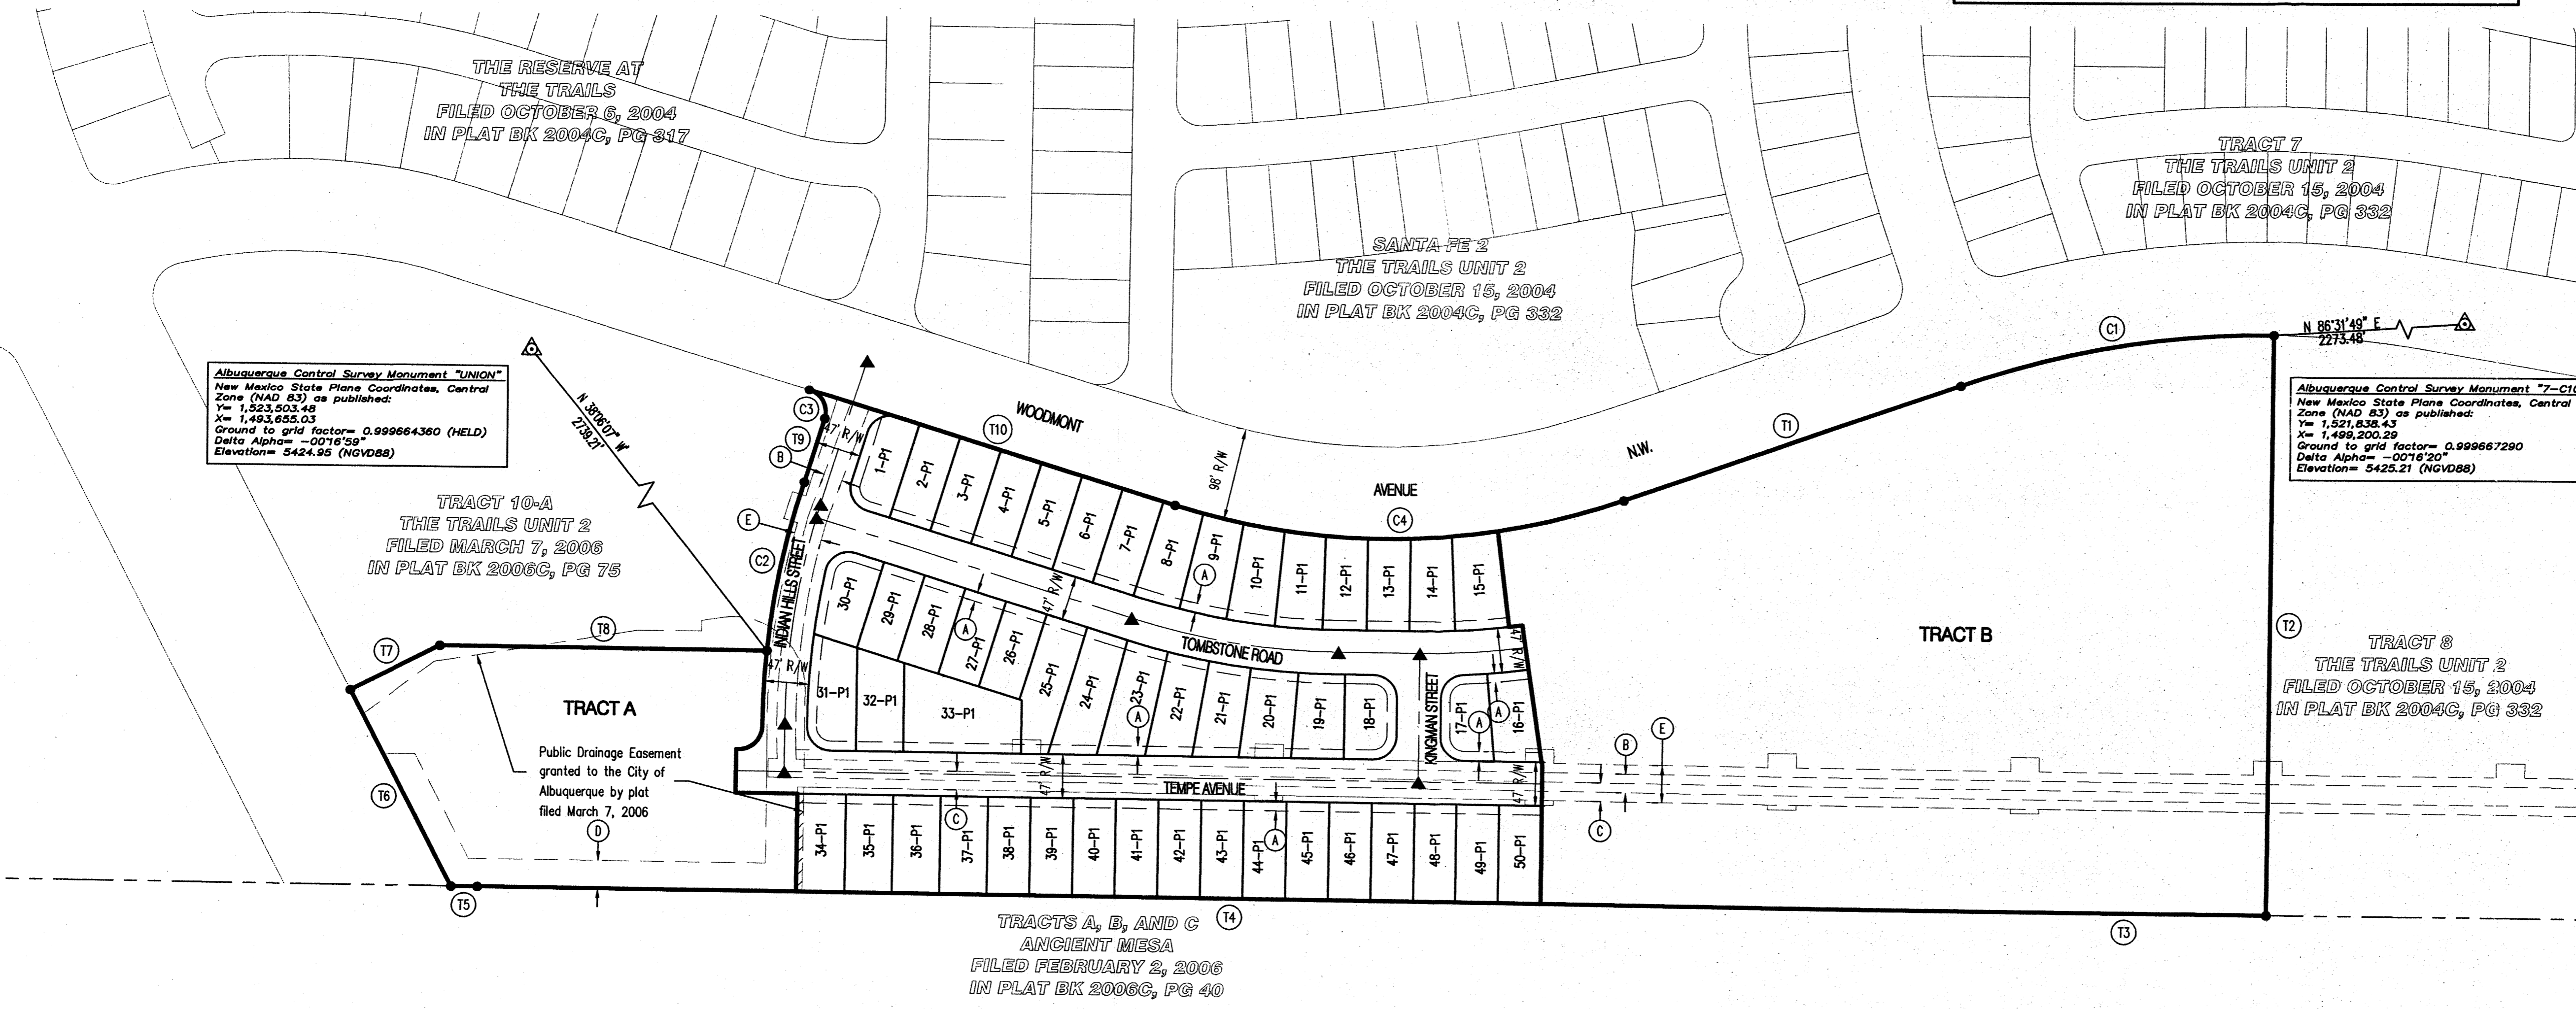 THE RESERVE AT
THE TRAILS
FILED OCTOBER 6, 2004
IN PLAT BK 2004C, PG 317
TRACT 7
THE TRAILS UNIT 2
FILED OCTOBER 15, 2004
IN PLAT BK 2004C, PG 332
SANTA FE 2
THE TRAILS UNIT 2
FILED OCTOBER 15, 2004
IN PLAT BK 2004C, PG 332
C1
N 86°31'49" E
2273.48'
Albuquerque Control Survey Monument "UNION"
New Mexico State Plane Coordinates, Central
Zone (NAD 83) as published:
Y= 1,523,503.48
X= 1,493,655.03
Ground to grid factor= 0.999664360 (HELD)
Delta Alpha= -00°16'59"
Elevation= 5424.95 (NGVD88)
Albuquerque Control Survey Monument "7-C10
New Mexico State Plane Coordinates, Central
Zone (NAD 83) as published:
Y= 1,521,838.43
X= 1,499,200.29
Ground to grid factor= 0.999667290
Delta Alpha= -00°16'20"
Elevation= 5425.21 (NGVD88)
N 38°06'07" W
2739.21'
C3
T9
B
47' R/W
T10
WOODMONT
AVENUE
N.W.
T1
98' R/W
C4
TRACT 10-A
THE TRAILS UNIT 2
FILED MARCH 7, 2006
IN PLAT BK 2006C, PG 75
E
C2
INDIAN HILLS STREET
1-P1
2-P1
3-P1
4-P1
5-P1
6-P1
7-P1
8-P1
9-P1
10-P1
11-P1
12-P1
13-P1
14-P1
15-P1
A
47' R/W
TOMBSTONE ROAD
47' R/W
30-P1
29-P1
28-P1
27-P1
A
26-P1
25-P1
24-P1
23-P1
A
22-P1
21-P1
20-P1
19-P1
18-P1
KINGMAN STREET
17-P1
A
A
16-P1
TRACT B
T2
TRACT 8
THE TRAILS UNIT 2
FILED OCTOBER 15, 2004
IN PLAT BK 2004C, PG 332
T7
T8
47' R/W
31-P1
32-P1
33-P1
TRACT A
Public Drainage Easement
granted to the City of
Albuquerque by plat
filed March 7, 2006
D
T6
T5
47' R/W
TEMPE AVENUE
47' R/W
B
E
C
C
A
34-P1
35-P1
36-P1
37-P1
38-P1
39-P1
40-P1
41-P1
42-P1
43-P1
44-P1
45-P1
46-P1
47-P1
48-P1
49-P1
50-P1
T4
T3
TRACTS A, B, AND C
ANCIENT MESA
FILED FEBRUARY 2, 2006
IN PLAT BK 2006C, PG 40